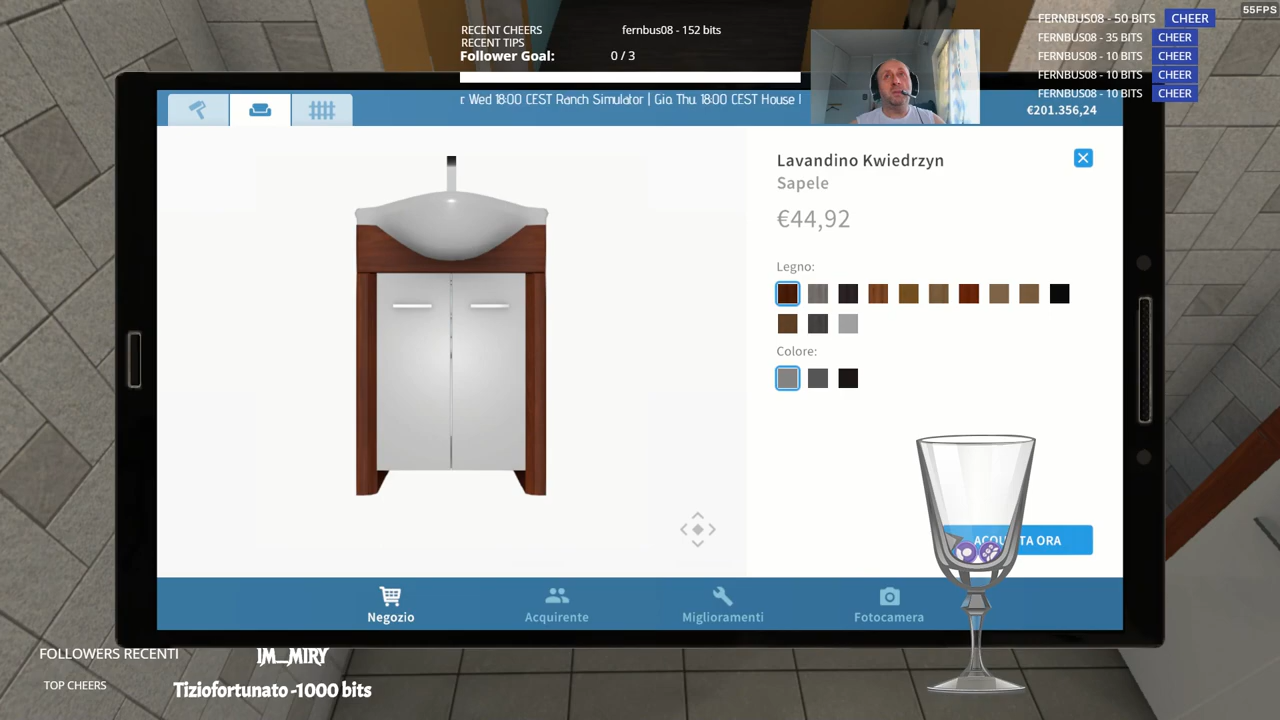 55FPS
RECENT CHEERS fernbus08 - 152 bits
RECENT TIPS
Follower Goal: 0 / 3
FERNBUS08 - 50 BITS CHEER
FERNBUS08 - 35 BITS CHEER
FERNBUS08 - 10 BITS CHEER
FERNBUS08 - 10 BITS CHEER
FERNBUS08 - 10 BITS CHEER
Wed 18:00 CEST Ranch Simulator | Gio. Thu. 18:00 CEST House
€201.356,24
Lavandino Kwiedrzyn
Sapele
€44,92
Legno:
Colore:
ACQUISTA ORA
Negozio
Acquirente
Miglioramenti
Fotocamera
FOLLOWERS RECENTI IM_MIRY
TOP CHEERS Tiziofortunato -1000 bits